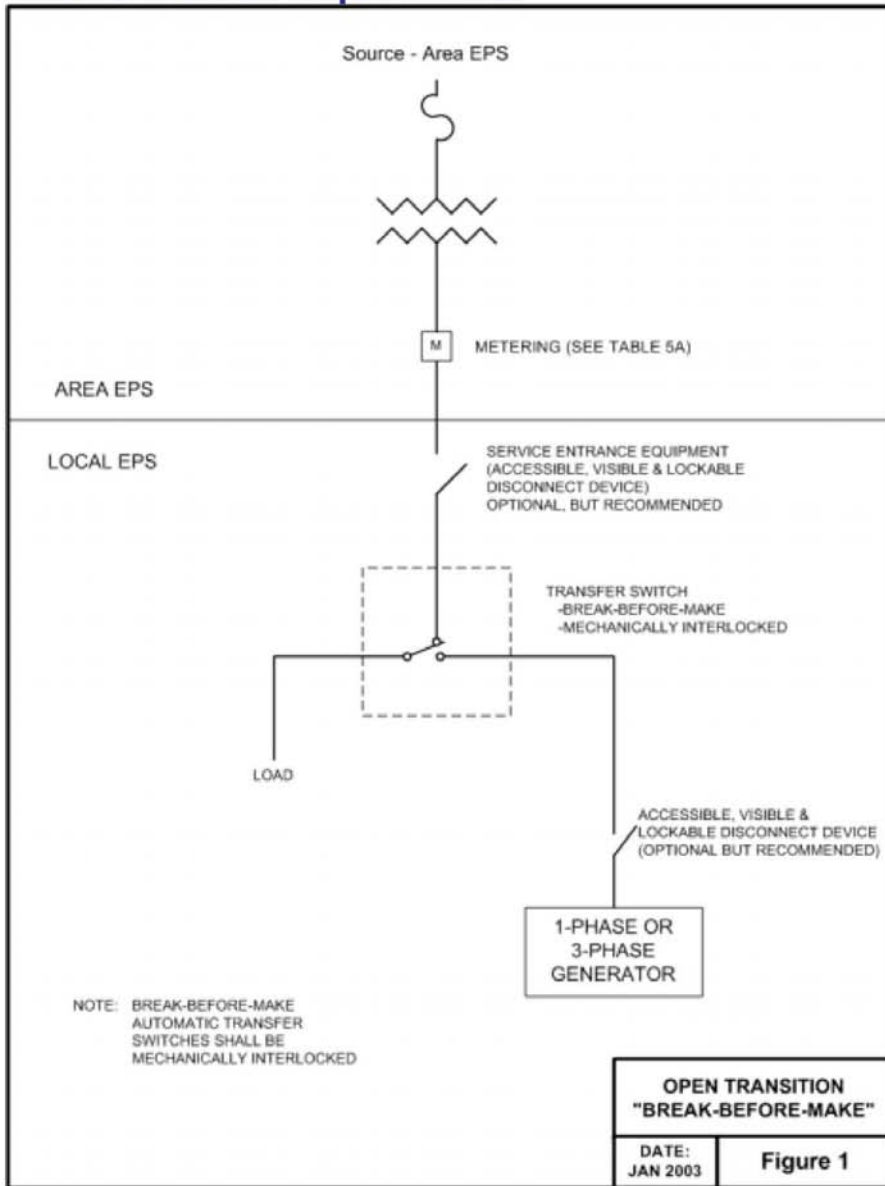 Source - Area EPS
M
METERING (SEE TABLE 5A)
AREA EPS
LOCAL EPS
SERVICE ENTRANCE EQUIPMENT
(ACCESSIBLE, VISIBLE & LOCKABLE
DISCONNECT DEVICE)
OPTIONAL, BUT RECOMMENDED
TRANSFER SWITCH
-BREAK-BEFORE-MAKE
-MECHANICALLY INTERLOCKED
LOAD
ACCESSIBLE, VISIBLE &
LOCKABLE DISCONNECT DEVICE
(OPTIONAL BUT RECOMMENDED)
1-PHASE OR
3-PHASE
GENERATOR
NOTE: BREAK-BEFORE-MAKE
AUTOMATIC TRANSFER
SWITCHES SHALL BE
MECHANICALLY INTERLOCKED
OPEN TRANSITION
"BREAK-BEFORE-MAKE"
DATE:
JAN 2003
Figure 1